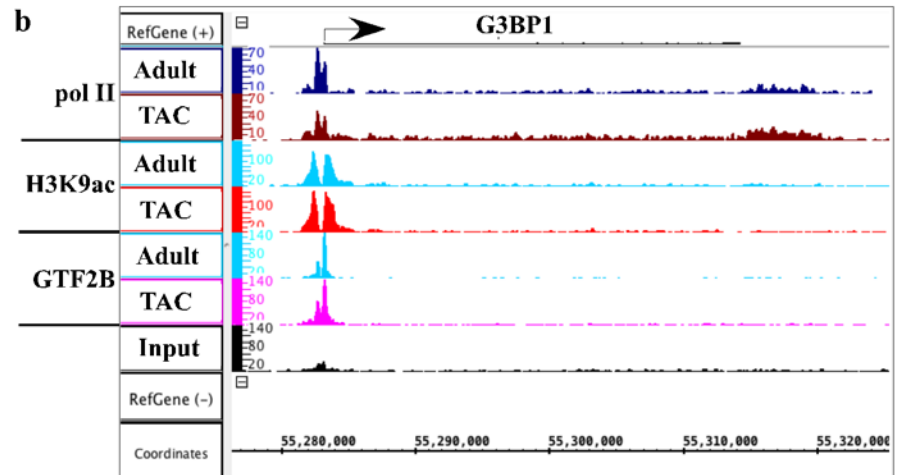 b
RefGene (+)
G3BP1
pol II
Adult
70
40
10
TAC
70
40
10
H3K9ac
Adult
100
20
TAC
100
20
GTF2B
Adult
140
80
20
TAC
140
80
20
Input
140
80
20
RefGene (-)
Coordinates
55,280,000 55,290,000 55,300,000 55,310,000 55,320,000